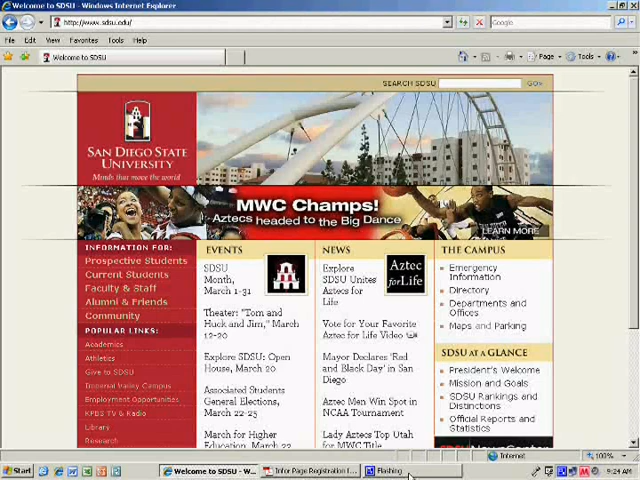 Welcome to SDSU - Windows Internet Explorer
http://www.sdsu.edu/
Google
File Edit View Favorites Tools Help
Welcome to SDSU
Page Tools
SEARCH SDSU GO
SAN DIEGO STATE
UNIVERSITY
Minds that move the world
MWC Champs!
Aztecs headed to the Big Dance
LEARN MORE
INFORMATION FOR:
Prospective Students
Current Students
Faculty & Staff
Alumni & Friends
Community
POPULAR LINKS:
Academics
Athletics
Give to SDSU
Imperial Valley Campus
Employment Opportunities
KPBS TV & Radio
Library
Research
EVENTS
SDSU
Month,
March 1-31
Theater: "Tom and
Huck and Jim," March
12-20
Explore SDSU: Open
House, March 20
Associated Students
General Elections,
March 22-25
March for Higher
Education, March 22
NEWS
Explore
SDSU Unites
Aztecs for
Life
Aztec
for Life
Vote for Your Favorite
Aztec for Life Video
Mayor Declares 'Red
and Black Day' in San
Diego
Aztec Men Win Spot in
NCAA Tournament
Lady Aztecs Top Utah
for MWC Title
THE CAMPUS
Emergency
Information
Directory
Departments and
Offices
Maps and Parking
SDSU AT A GLANCE
President's Welcome
Mission and Goals
SDSU Rankings and
Distinctions
Official Reports and
Statistics
SDSU NewsCenter
Internet 100%
Start Welcome to SDSU - W... Infor Page Registration I... Flashing 9:24 AM